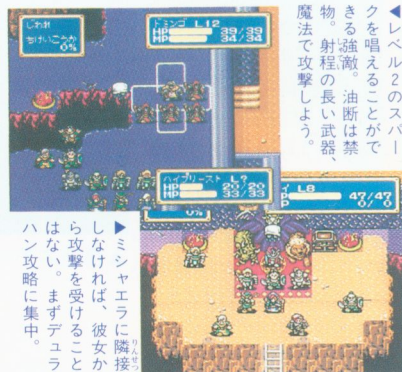 ◀レベル2のスパー
クを唱えることがで
きる強敵。油断は禁
物。射程の長い武器、
魔法で攻撃しよう。
じわれ
ちけいこうか
0%
ドミンゴ L12
HP 39/39
MP 34/34
ハイプリースト L?
HP 20/20
MP 33/33
L8
47/47
P 0/0
0%
▶ミシャエラに隣接
りんせつ
しなければ、彼女か
ら攻撃を受けること
はない。まずデュラ
ハン攻略に集中。